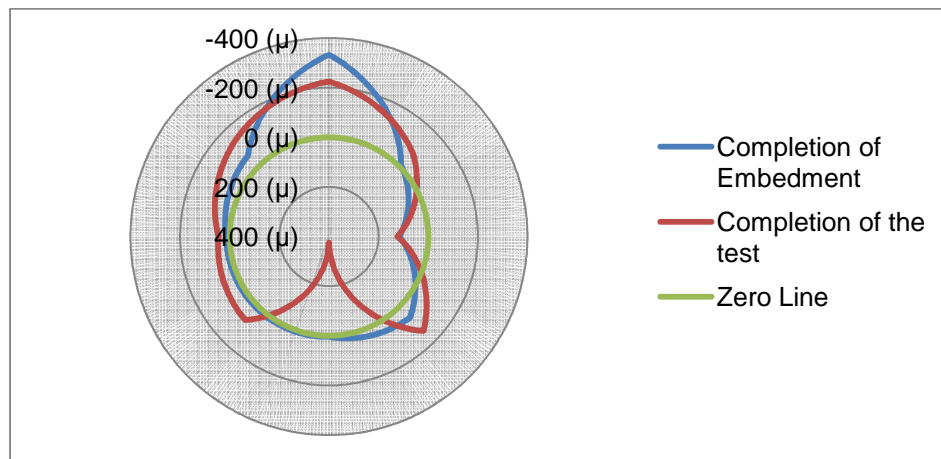 -400 (µ)
-200 (µ)
0 (µ)
200 (µ)
400 (µ)
Completion of
Embedment
Completion of the
test
Zero Line